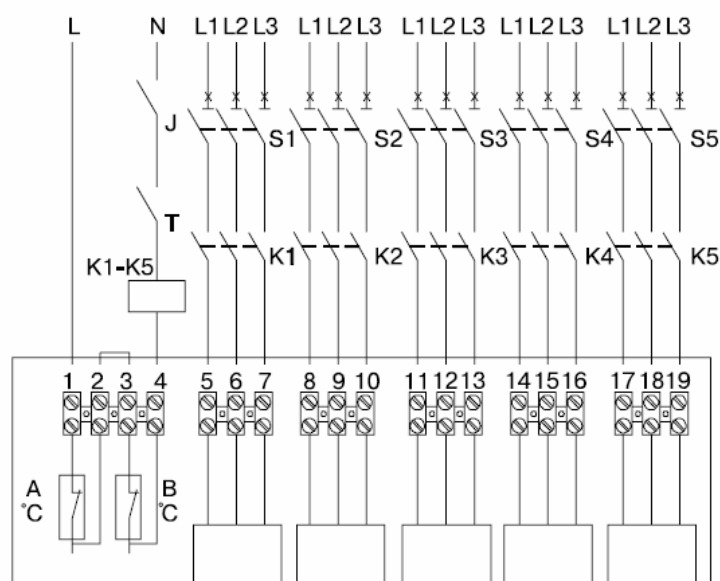 L N L1 L2 L3 L1 L2 L3 L1 L2 L3 L1 L2 L3 L1 L2 L3
J S1 S2 S3 S4 S5
T
K1-K5 K1 K2 K3 K4 K5
1 2 3 4 5 6 7 8 9 10 11 12 13 14 15 16 17 18 19
A B
°C °C